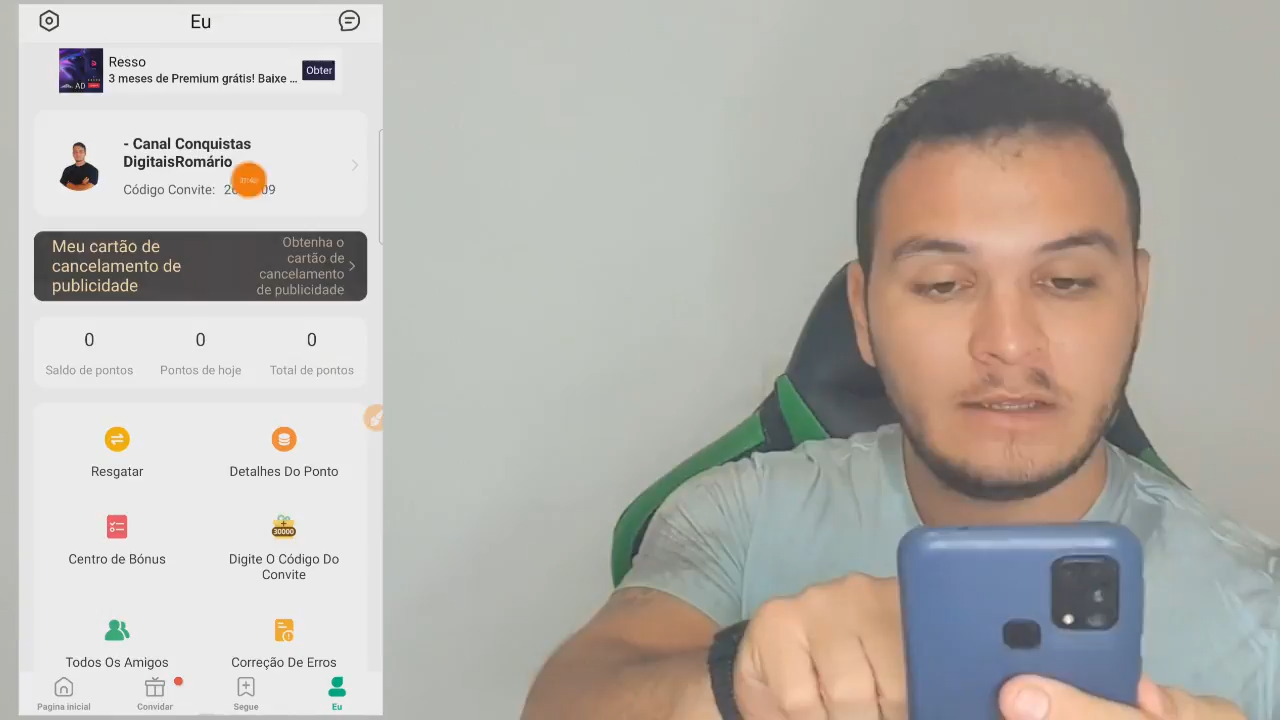 Eu
Resso
3 meses de Premium grátis! Baixe ...
Obter
AD
- Canal Conquistas
DigitaisRomário
Código Convite:
Meu cartão de
cancelamento de
publicidade
Obtenha o
cartão de
cancelamento
de publicidade
0
0
0
Saldo de pontos
Pontos de hoje
Total de pontos
30000
Resgatar
Detalhes Do Ponto
Centro de Bónus
Digite O Código Do
Convite
Todos Os Amigos
Correção De Erros
Pagina inicial
Convidar
Segue
Eu